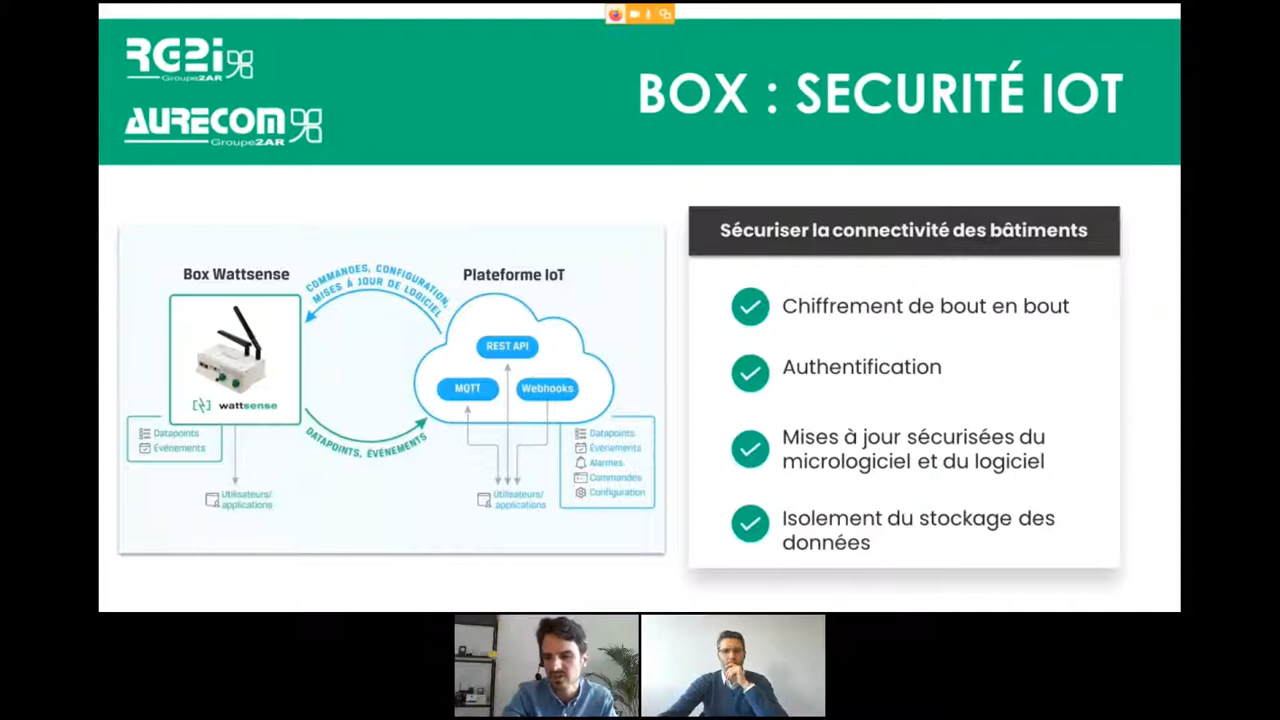 RG2i
Groupe2AR
AURECOM
Groupe2AR
BOX : SECURITÉ IOT
Box Wattsense
wattsense
Datapoints
Événements
Utilisateurs/
applications
COMMANDES, CONFIGURATION,
MISES À JOUR DE LOGICIEL
DATAPOINTS, ÉVÉNEMENTS
Plateforme IoT
REST API
MQTT
Webhooks
Utilisateurs/
applications
Datapoints
Événements
Alarmes
Commandes
Configuration
Sécuriser la connectivité des bâtiments
Chiffrement de bout en bout
Authentification
Mises à jour sécurisées du
micrologiciel et du logiciel
Isolement du stockage des
données